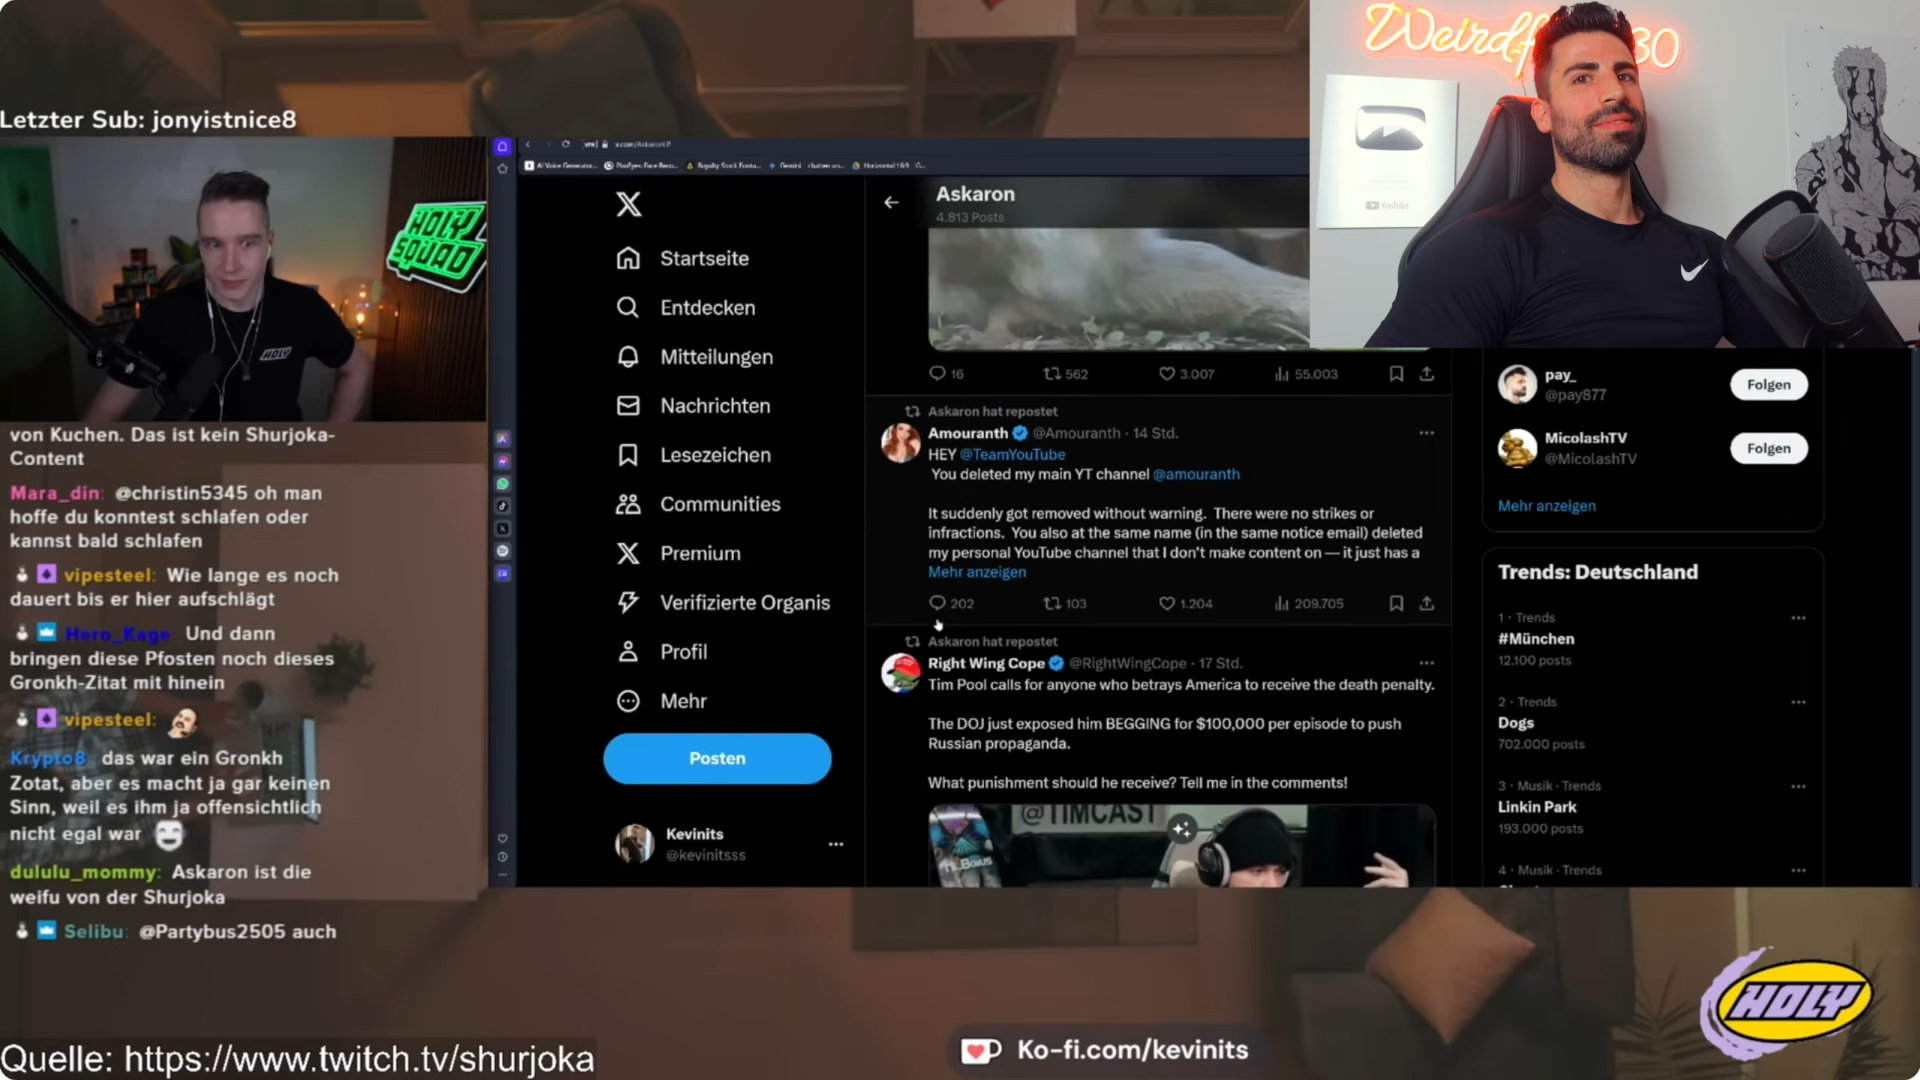 Letzter Sub: jonyistnice8
HOLY
SQUAD
HOLY
von Kuchen. Das ist kein Shurjoka-
Content
Mara_din: @christin5345 oh man
hoffe du konntest schlafen oder
kannst bald schlafen
vipesteel: Wie lange es noch
dauert bis er hier aufschlägt
Hero_Kage: Und dann
bringen diese Pfosten noch dieses
Gronkh-Zitat mit hinein
vipesteel:
Krypto8 das war ein Gronkh
Zotat, aber es macht ja gar keinen
Sinn, weil es ihm ja offensichtlich
nicht egal war
dululu_mommy: Askaron ist die
weifu von der Shurjoka
Selibu: @Partybus2505 auch
Quelle: https://www.twitch.tv/shurjoka
Startseite
Entdecken
Mitteilungen
Nachrichten
Lesezeichen
Communities
Premium
Verifizierte Organis
Profil
Mehr
Posten
Kevinits
@kevinitsss
Askaron
4.813 Posts
16 562 3.007 55.003
Askaron hat repostet
Amouranth @Amouranth · 14 Std.
HEY @TeamYouTube
You deleted my main YT channel @amouranth
It suddenly got removed without warning. There were no strikes or
infractions. You also at the same name (in the same notice email) deleted
my personal YouTube channel that I don't make content on — it just has a
Mehr anzeigen
202 103 1.204 209.705
Askaron hat repostet
Right Wing Cope @RightWingCope · 17 Std.
Tim Pool calls for anyone who betrays America to receive the death penalty.
The DOJ just exposed him BEGGING for $100,000 per episode to push
Russian propaganda.
What punishment should he receive? Tell me in the comments!
@TIMCAST
YouTube
pay_
@pay877
Folgen
MicolashTV
@MicolashTV
Folgen
Mehr anzeigen
Trends: Deutschland
1 · Trends
#München
12.100 posts
2 · Trends
Dogs
702.000 posts
3 · Musik · Trends
Linkin Park
193.000 posts
4 · Musik · Trends
HOLY
Ko-fi.com/kevinits